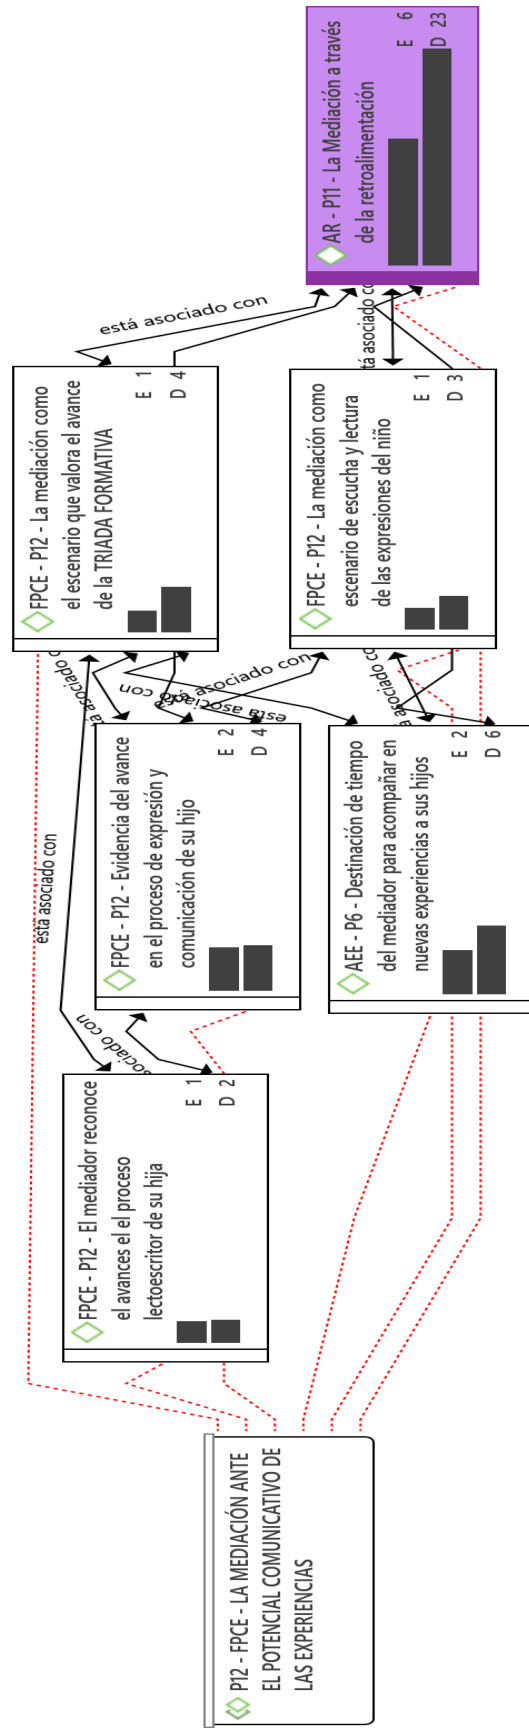 P12 - FPCE - LA MEDIACIÓN ANTE
EL POTENCIAL COMUNICATIVO DE
LAS EXPERIENCIAS
FPCE - P12 - El mediador reconoce
el avances el el proceso
lectoescritor de su hija
E 1
D 2
FPCE - P12 - Evidencia del avance
en el proceso de expresión y
comunicación de su hijo
E 2
D 4
AEE - P6 - Destinación de tiempo
del mediador para acompañar en
nuevas experiencias a sus hijos
E 2
D 6
FPCE - P12 - La mediación como
el escenario que valora el avance
de la TRIADA FORMATIVA
E 1
D 4
FPCE - P12 - La mediación como
escenario de escucha y lectura
de las expresiones del niño
E 1
D 3
AR - P11 - La Mediación a través
de la retroalimentación
E 6
D 23
está asociado con
está asociado con
asociado con
está asociado con
asociado con